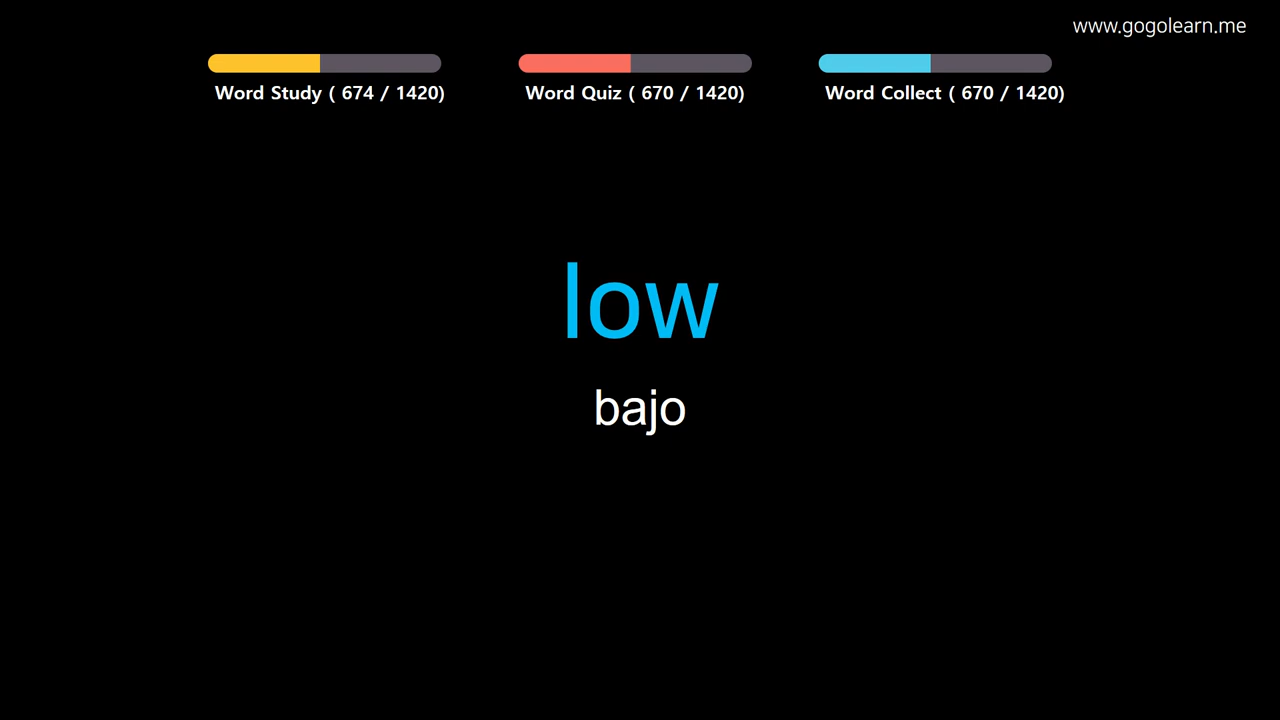 www.gogolearn.me
Word Study ( 674 / 1420)
Word Quiz ( 670 / 1420)
Word Collect ( 670 / 1420)
low
bajo